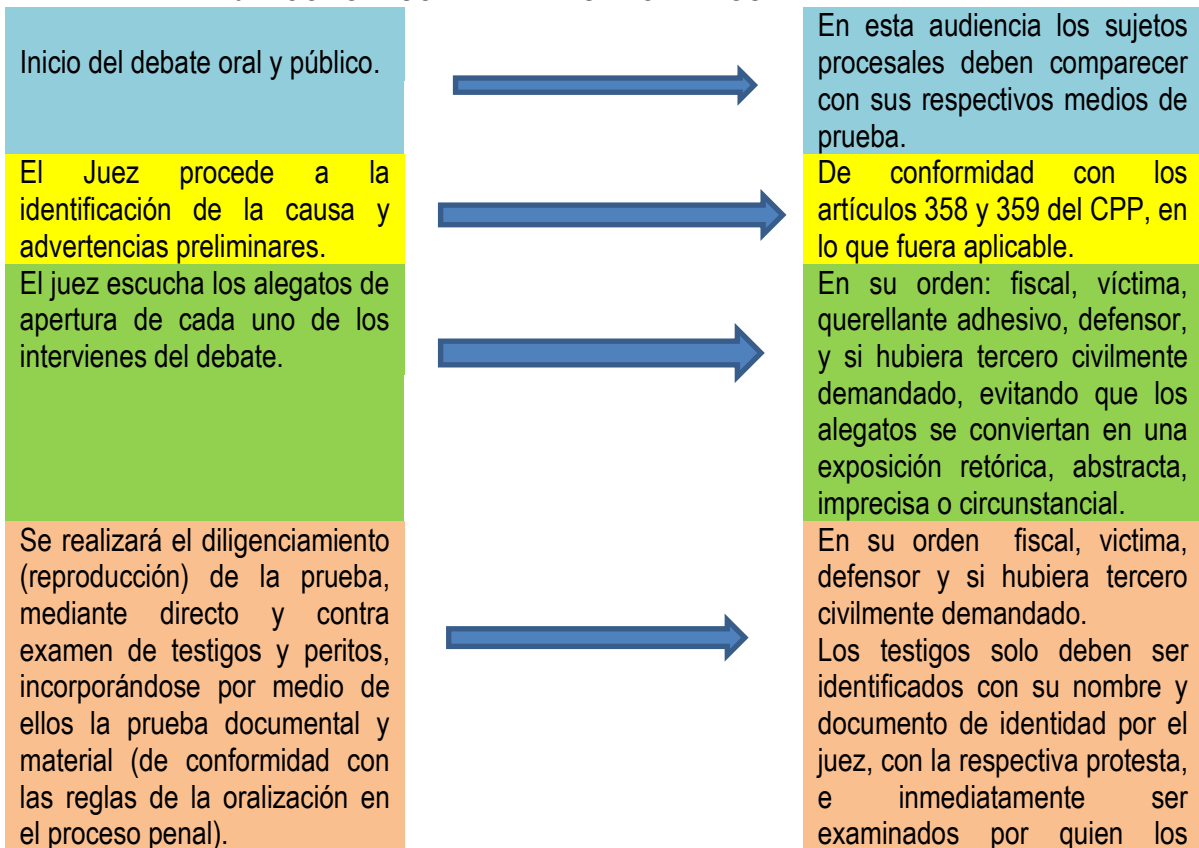 Inicio del debate oral y público.
En esta audiencia los sujetos
procesales deben comparecer
con sus respectivos medios de
prueba.
El Juez procede a la
identificación de la causa y
advertencias preliminares.
De conformidad con los
artículos 358 y 359 del CPP, en
lo que fuera aplicable.
El juez escucha los alegatos de
apertura de cada uno de los
intervienes del debate.
En su orden: fiscal, víctima,
querellante adhesivo, defensor,
y si hubiera tercero civilmente
demandado, evitando que los
alegatos se conviertan en una
exposición retórica, abstracta,
imprecisa o circunstancial.
Se realizará el diligenciamiento
(reproducción) de la prueba,
mediante directo y contra
examen de testigos y peritos,
incorporándose por medio de
ellos la prueba documental y
material (de conformidad con
las reglas de la oralización en
el proceso penal).
En su orden fiscal, victima,
defensor y si hubiera tercero
civilmente demandado.
Los testigos solo deben ser
identificados con su nombre y
documento de identidad por el
juez, con la respectiva protesta,
e inmediatamente ser
examinados por quien los